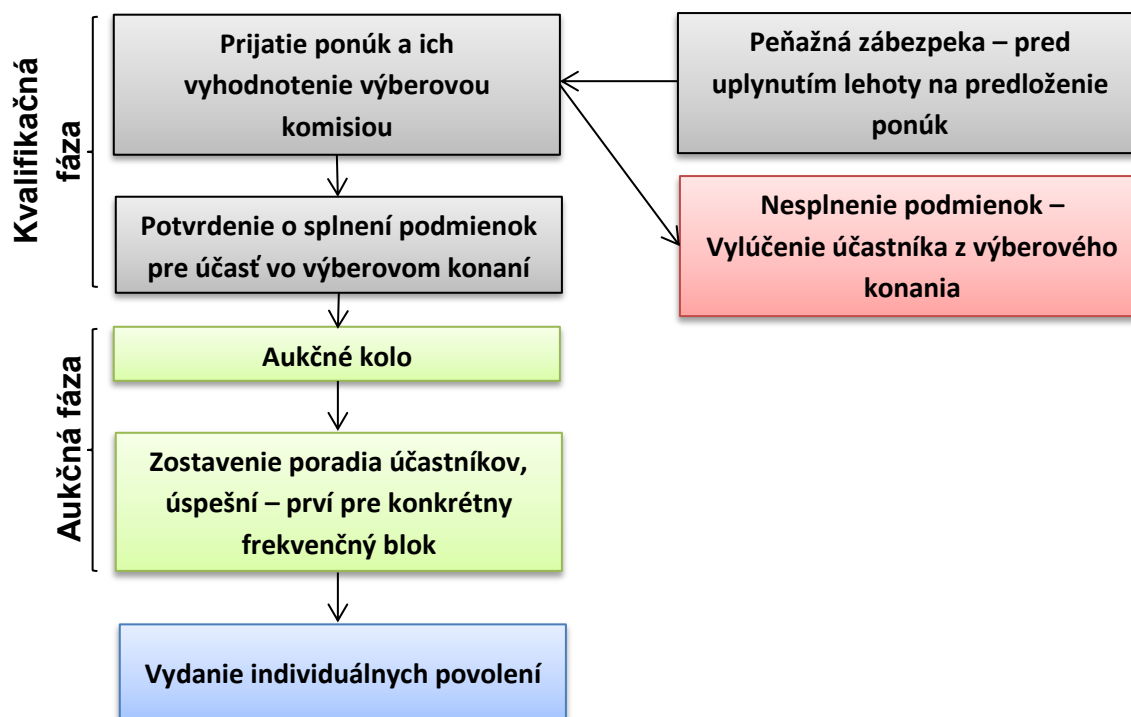 Kvalifikačná
fáza
Prijatie ponúk a ich
vyhodnotenie výberovou
komisiou
Peňažná zábezpeka – pred
uplynutím lehoty na predloženie
ponúk
Nesplnenie podmienok –
Vylúčenie účastníka z výberového
konania
Potvrdenie o splnení podmienok
pre účasť vo výberovom konaní
Aukčná fáza
Aukčné kolo
Zostavenie poradia účastníkov,
úspešní – prví pre konkrétny
frekvenčný blok
Vydanie individuálnych povolení